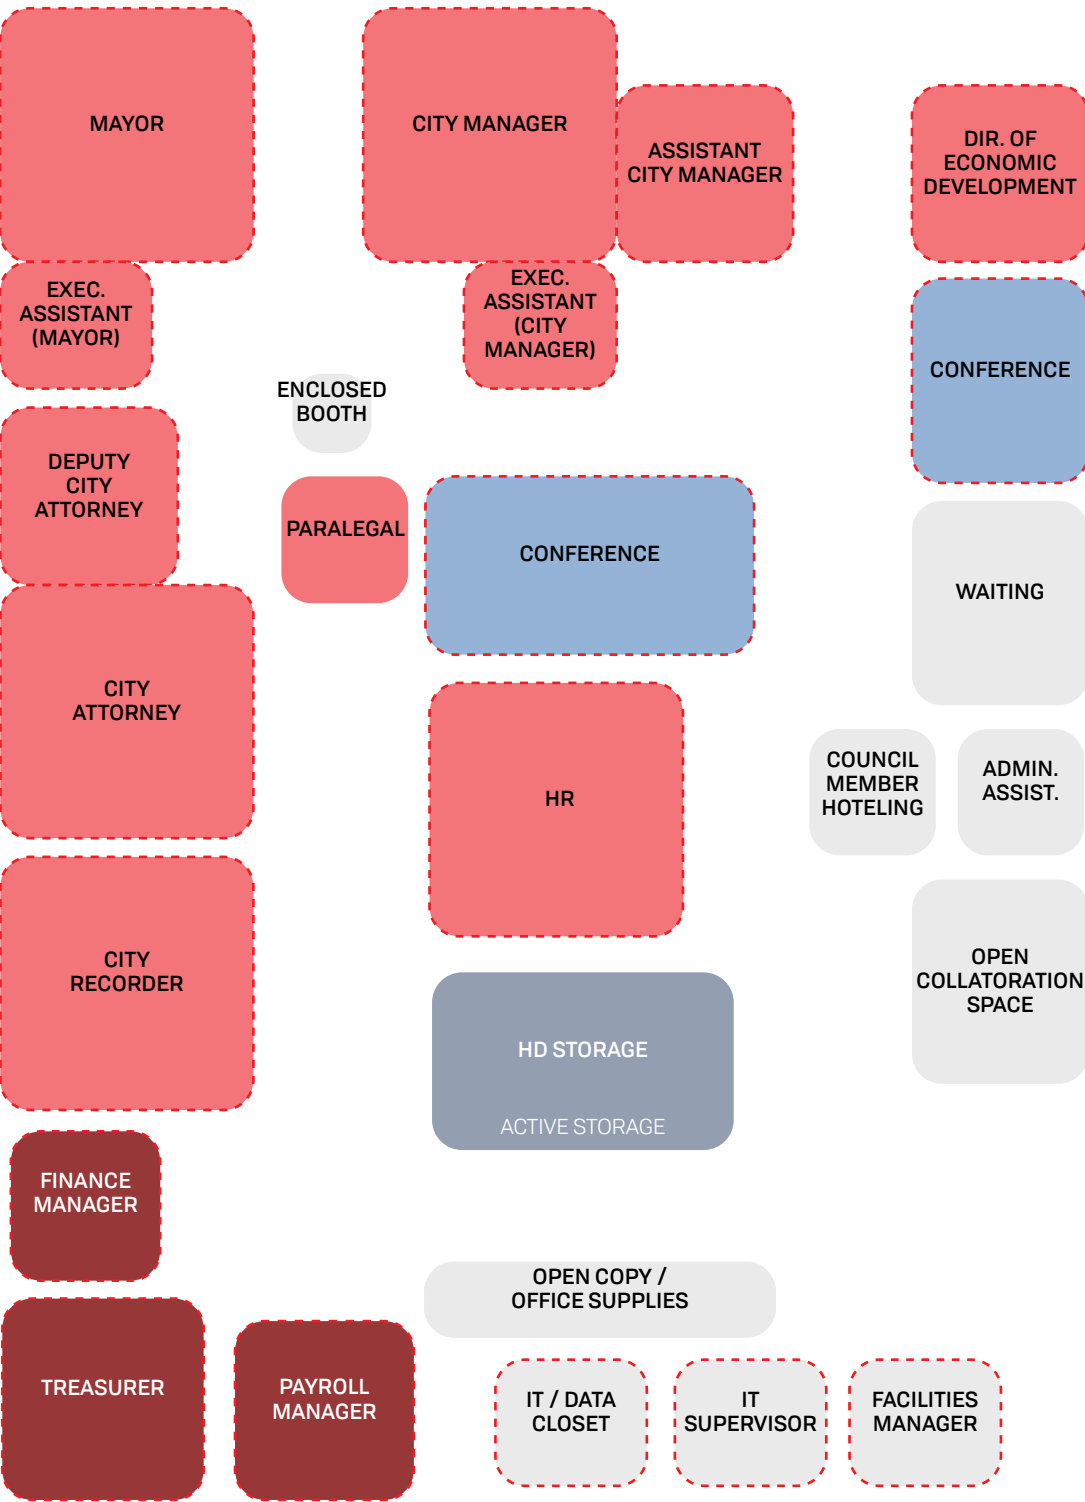 MAYOR
CITY MANAGER
ASSISTANT
CITY MANAGER
DIR. OF
ECONOMIC
DEVELOPMENT
EXEC.
ASSISTANT
(MAYOR)
EXEC.
ASSISTANT
(CITY
MANAGER)
CONFERENCE
ENCLOSED
BOOTH
DEPUTY
CITY
ATTORNEY
PARALEGAL
CONFERENCE
WAITING
CITY
ATTORNEY
HR
COUNCIL
MEMBER
HOTELING
ADMIN.
ASSIST.
CITY
RECORDER
OPEN
COLLATORATION
SPACE
HD STORAGE
ACTIVE STORAGE
FINANCE
MANAGER
OPEN COPY /
OFFICE SUPPLIES
TREASURER
PAYROLL
MANAGER
IT / DATA
CLOSET
IT
SUPERVISOR
FACILITIES
MANAGER